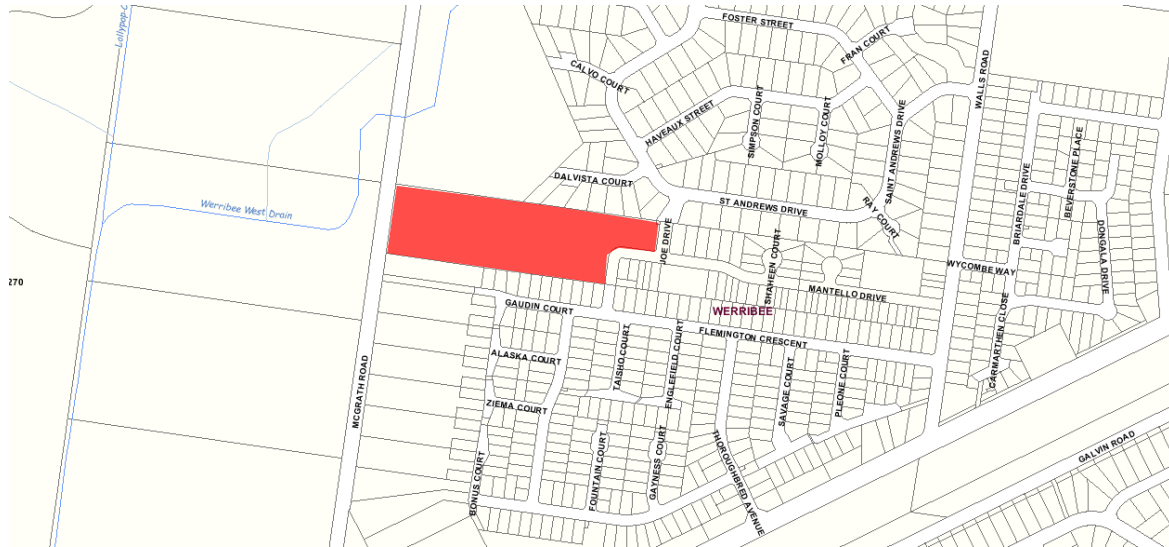 FOSTER STREET
FRAN COURT
CALVO COURT
WALLS ROAD
HAVEAUX STREET
SIMPSON COURT
MOLLOY COURT
SAINT ANDREWS DRIVE
BEVERSTONE PLACE
BRIARDALE DRIVE
DALVISTA COURT
ST ANDREWS DRIVE
RAY COURT
Werribee West Drain
JOE DRIVE
SHAHEEN COURT
WYCOMBE WAY
DONGALLA DRIVE
270
MANTELLO DRIVE
GAUDIN COURT
WERRIBEE
FLEMINGTON CRESCENT
CARMARTHEN CLOSE
ALASKA COURT
TAISHO COURT
ENGLEFIELD COURT
MCGRATH ROAD
SAVAGE COURT
PLEONE COURT
ZIEMA COURT
BONUS COURT
FOUNTAIN COURT
GAYNESS COURT
THOROUGHBRED AVENUE
GALVIN ROAD